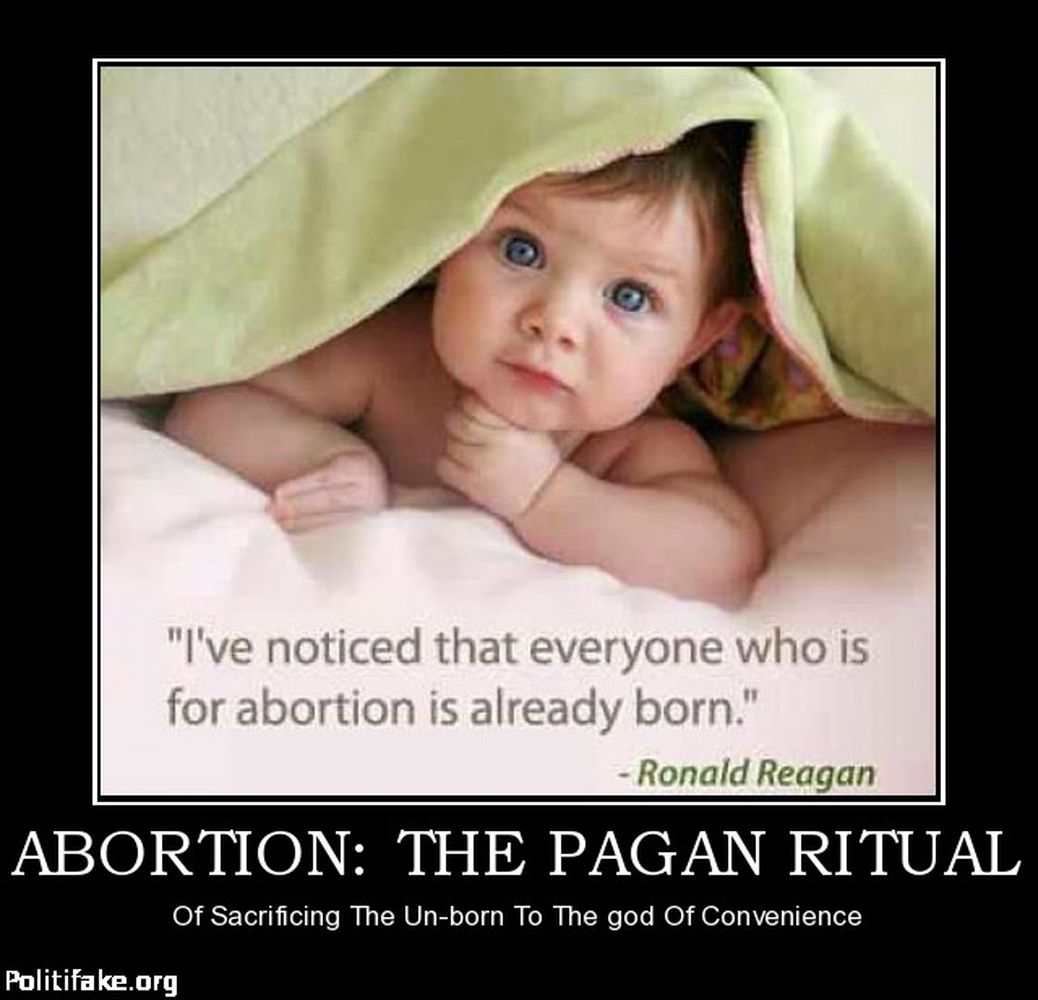 "I've noticed that everyone who is
for abortion is already born."
- Ronald Reagan
ABORTION: THE PAGAN RITUAL
Of Sacrificing The Un-born To The god Of Convenience
Politifake.org